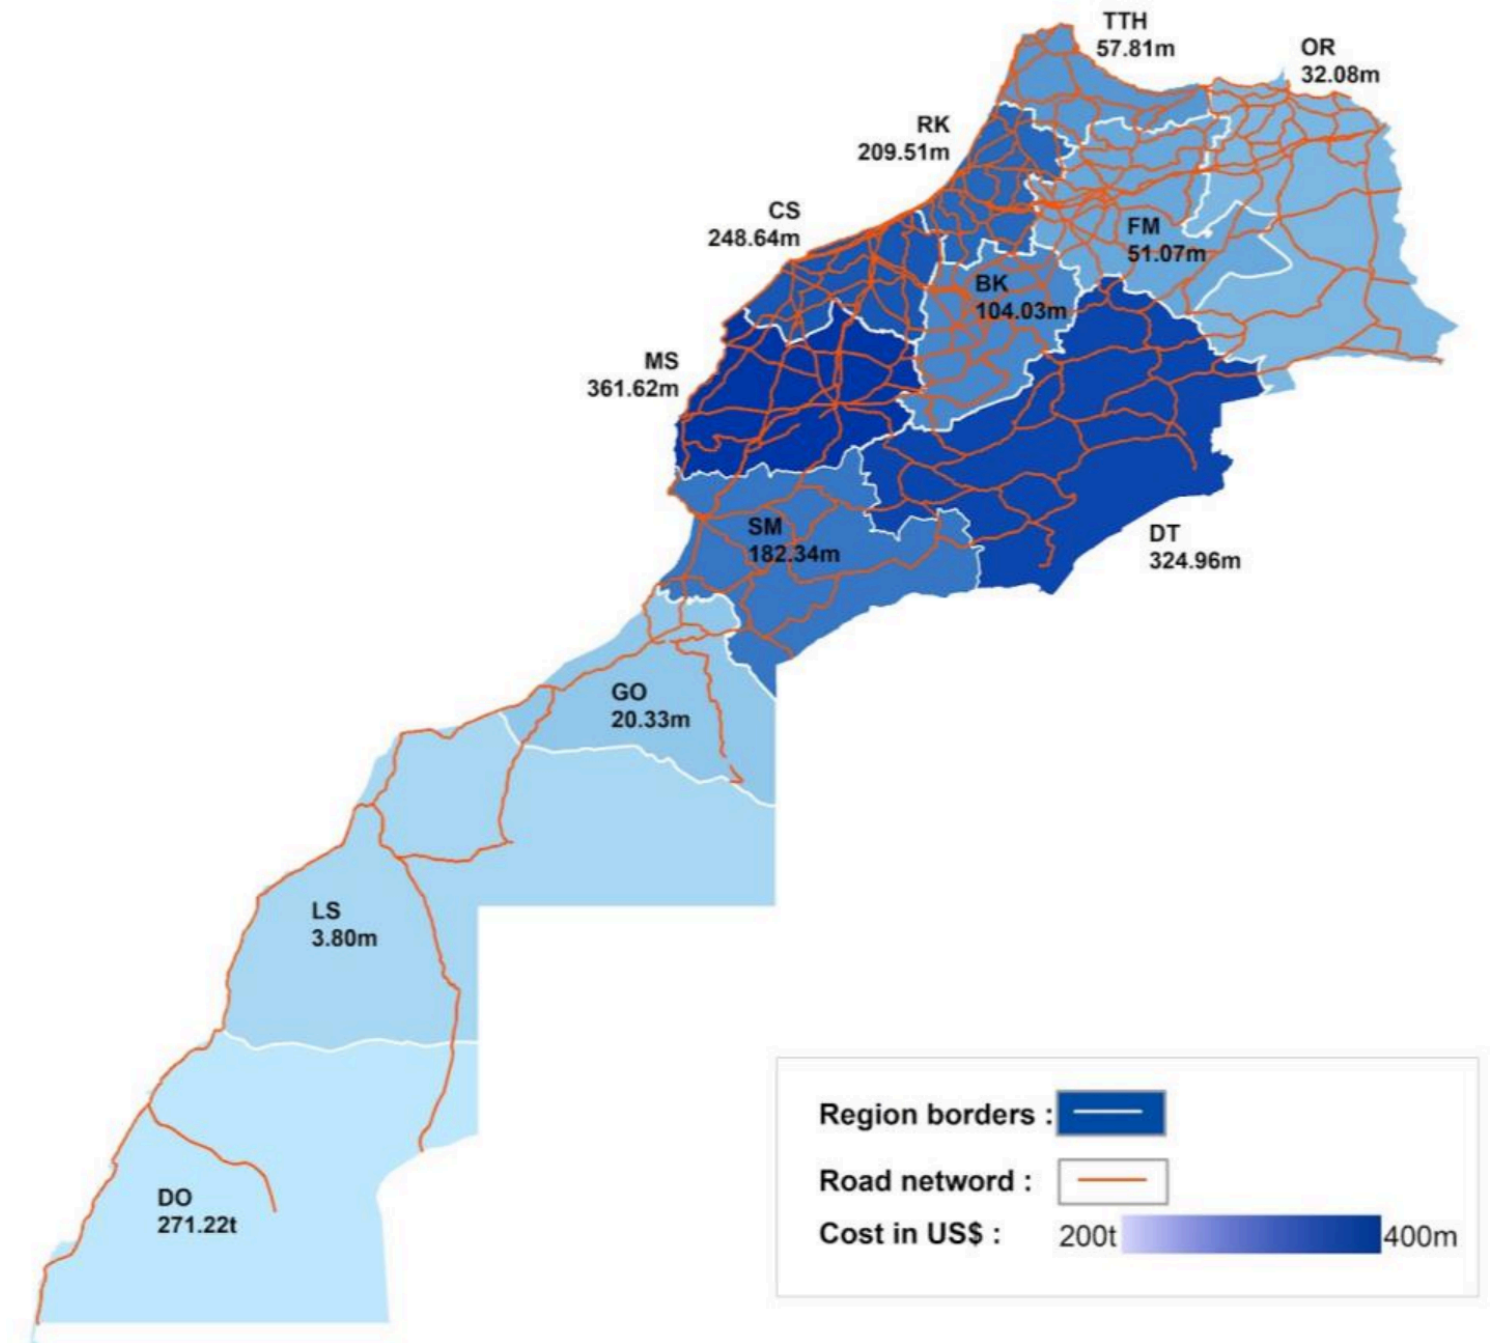 TTH
57.81m
OR
32.08m
RK
209.51m
CS
248.64m
FM
51.07m
BK
104.03m
MS
361.62m
SM
182.34m
DT
324.96m
GO
20.33m
LS
3.80m
DO
271.22t
Region borders :
Road netword :
Cost in US$ : 200t 400m